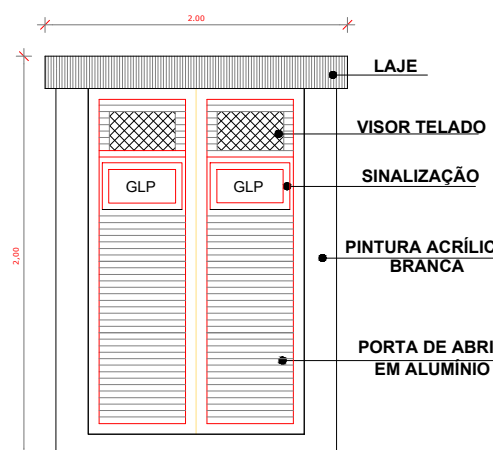 2.00
LAJE
VISOR TELADO
SINALIZAÇÃO
GLP GLP
2,00
PINTURA ACRÍLIC
BRANCA
PORTA DE ABRI
EM ALUMÍNIO